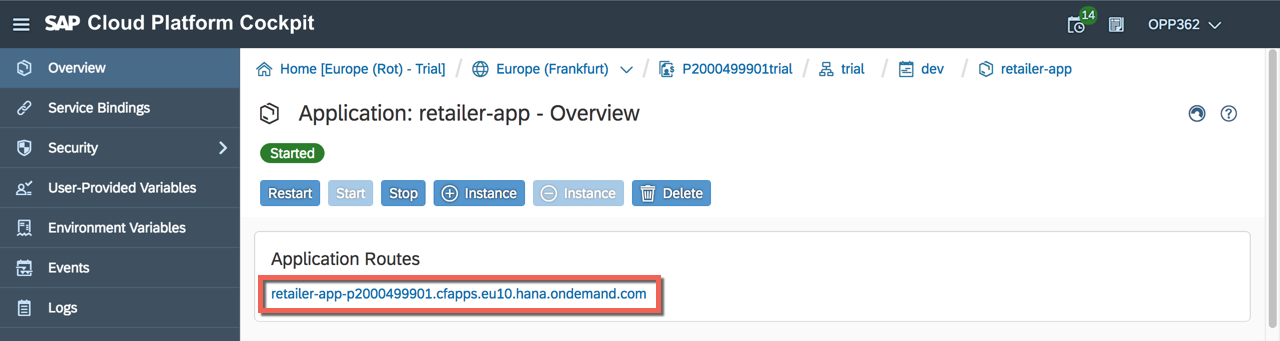 SAP Cloud Platform Cockpit
14
OPP362
Overview
Service Bindings
Security
User-Provided Variables
Environment Variables
Events
Logs
Home [Europe (Rot) - Trial] / Europe (Frankfurt) / P2000499901trial / trial / dev / retailer-app
Application: retailer-app - Overview
Started
Restart Start Stop Instance Instance Delete
Application Routes
retailer-app-p2000499901.cfapps.eu10.hana.ondemand.com